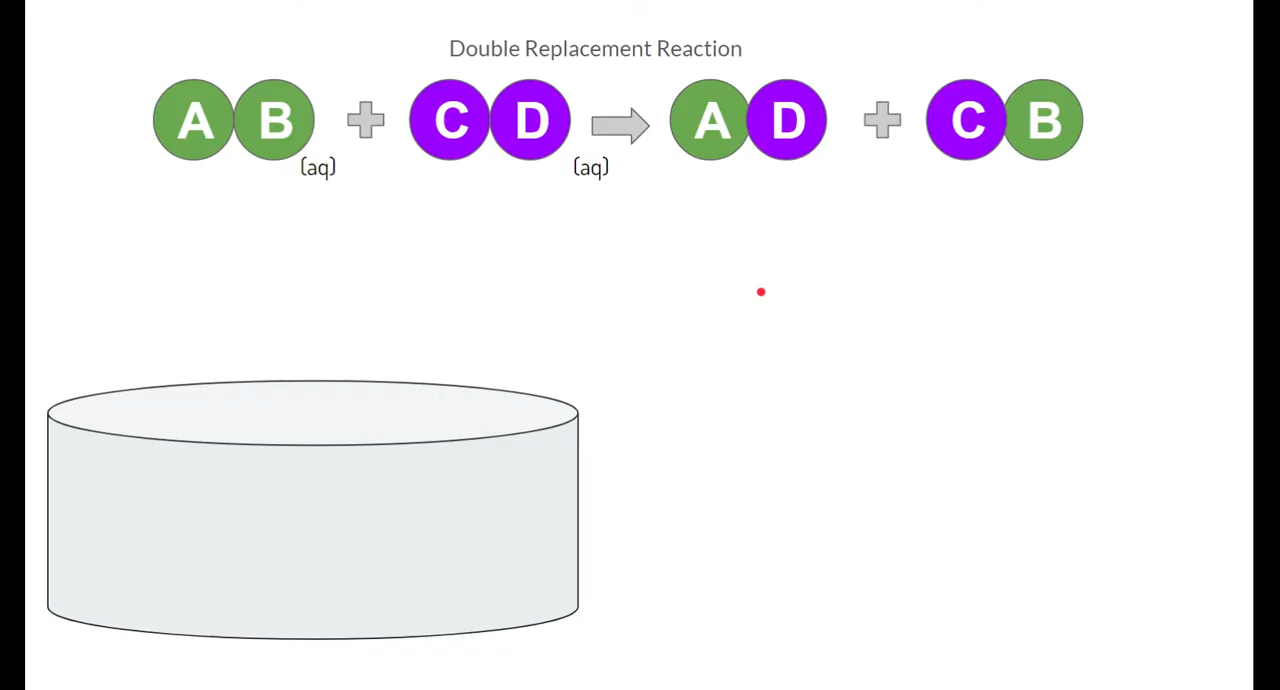 Double Replacement Reaction
A B + C D A D + C B
(aq) (aq)